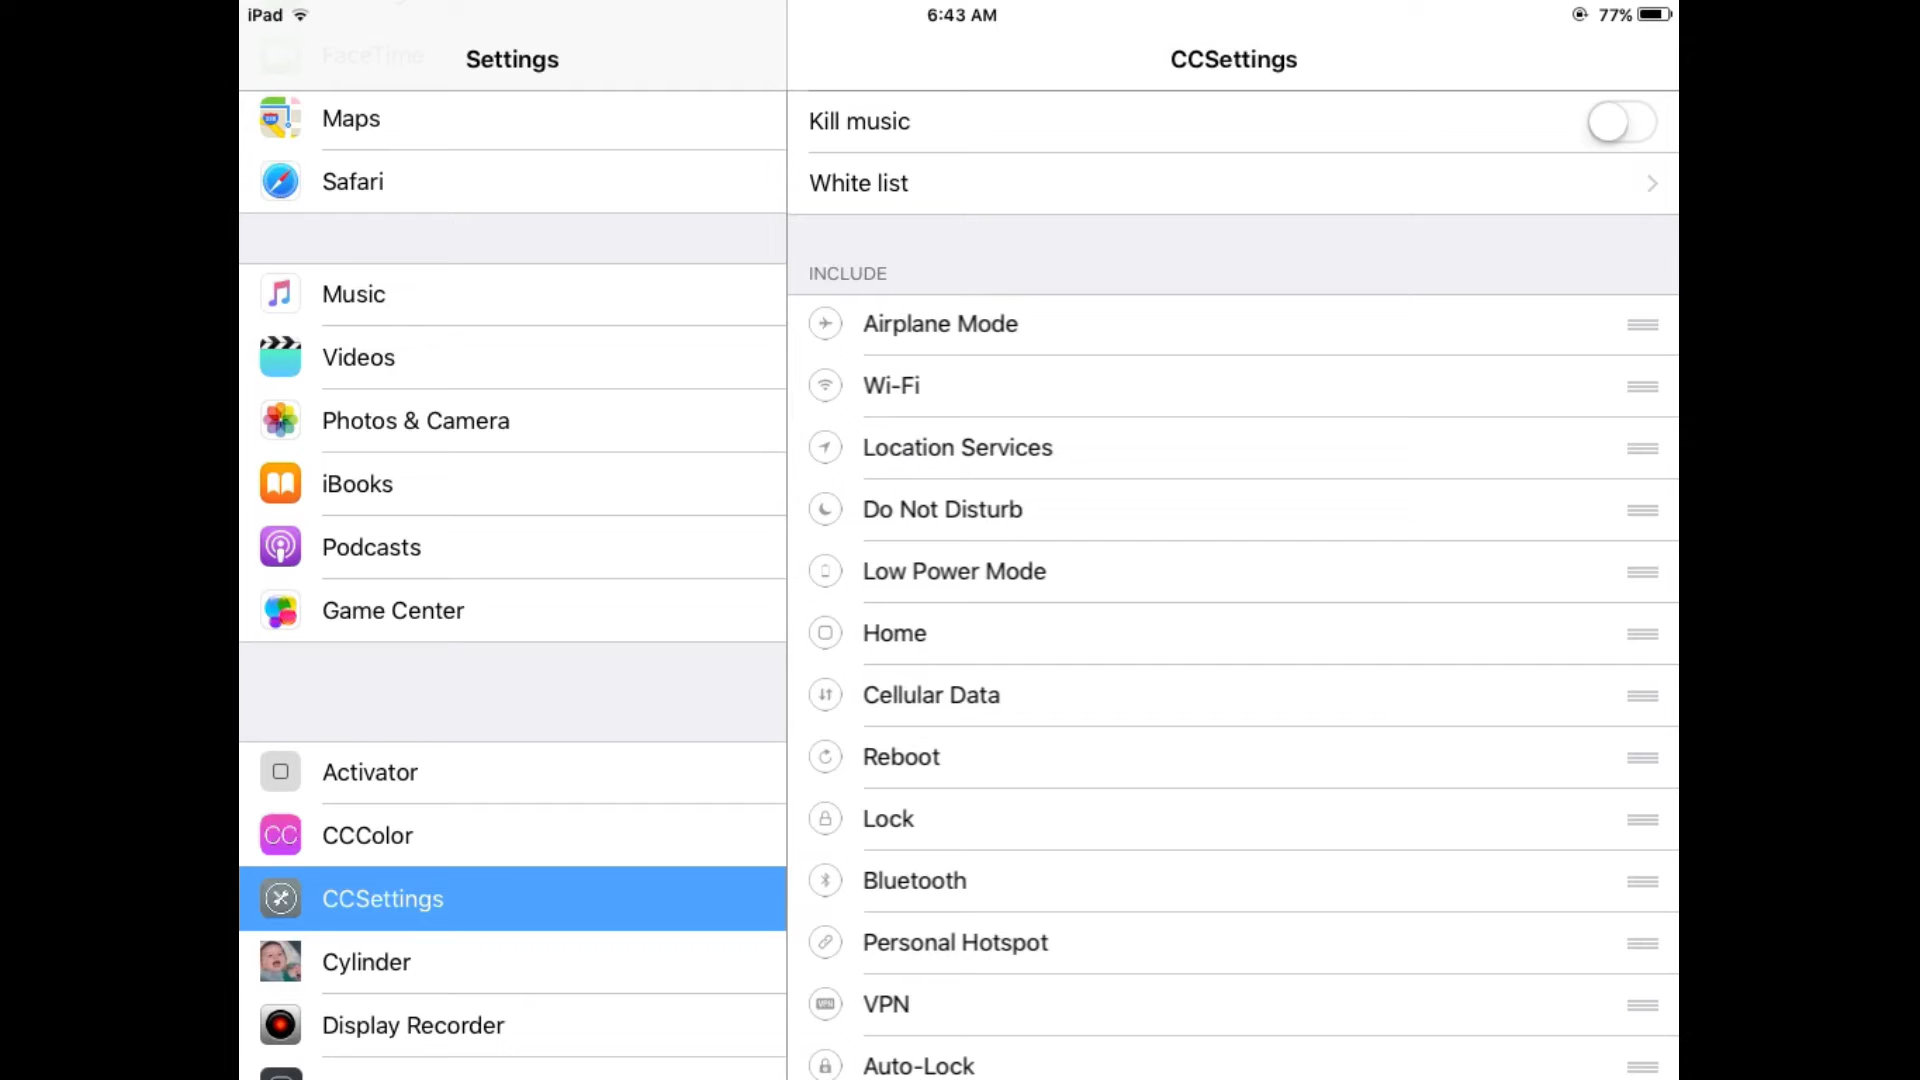 iPad
6:43 AM
77%
FaceTime
Settings
Maps
Safari
Music
Videos
Photos & Camera
iBooks
Podcasts
Game Center
Activator
CC
CCColor
CCSettings
Cylinder
Display Recorder
CCSettings
Kill music
White list
INCLUDE
Airplane Mode
Wi-Fi
Location Services
Do Not Disturb
Low Power Mode
Home
Cellular Data
Reboot
Lock
Bluetooth
Personal Hotspot
VPN
VPN
Auto-Lock